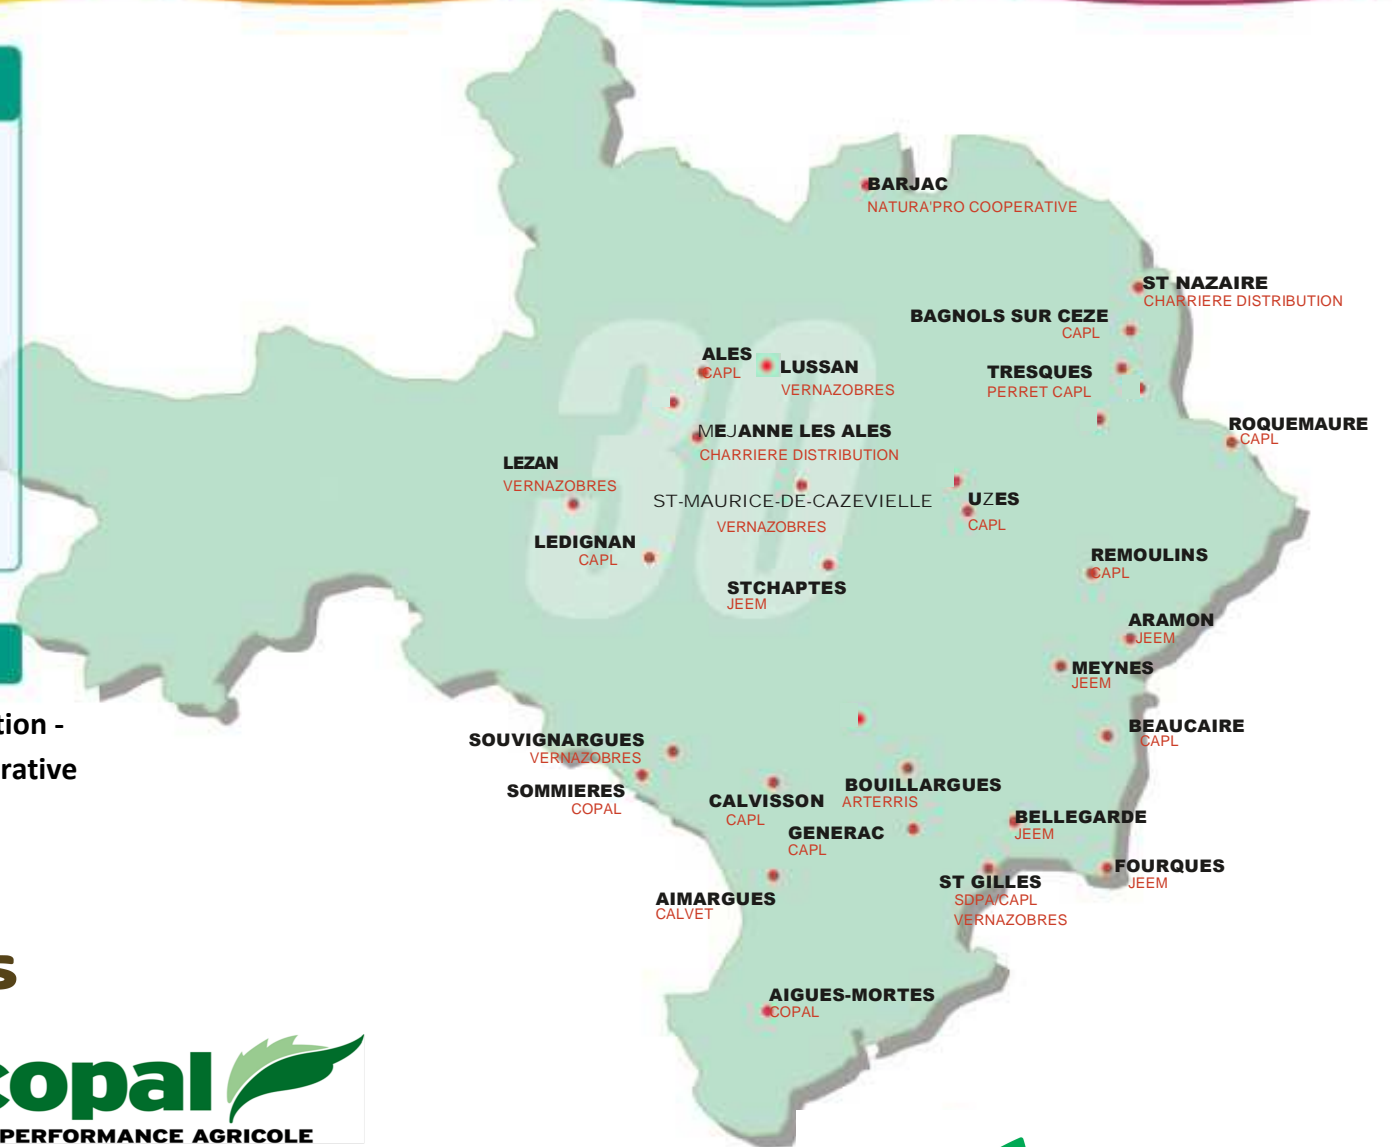 BARJAC
NATURA'PRO COOPERATIVE
ST NAZAIRE
CHARRIERE DISTRIBUTION
BAGNOLS SUR CEZE
CAPL
30
ALES
CAPL
LUSSAN
VERNAZOBRES
TRESQUES
PERRET CAPL
ROQUEMAURE
CAPL
MEJANNE LES ALES
CHARRIERE DISTRIBUTION
LEZAN
VERNAZOBRES
ST-MAURICE-DE-CAZEVIELLE
VERNAZOBRES
UZES
CAPL
LEDIGNAN
CAPL
REMOULINS
CAPL
STCHAPTES
JEEM
ARAMON
JEEM
MEYNES
JEEM
tion -
rative
BEAUCAIRE
CAPL
SOUVIGNARGUES
VERNAZOBRES
SOMMIERES
COPAL
CALVISSON
CAPL
BOUILLARGUES
ARTERRIS
GENERAC
CAPL
BELLEGARDE
JEEM
FOURQUES
JEEM
ST GILLES
SDPA/CAPL
VERNAZOBRES
AIMARGUES
CALVET
s
AIGUES-MORTES
COPAL
copal
PERFORMANCE AGRICOLE